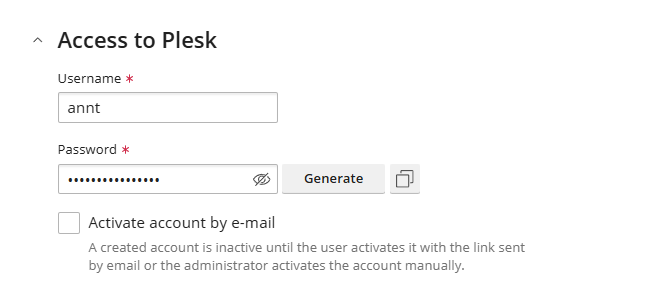 Access to Plesk
Username *
annt
Password *
••••••••••••••••
Generate
Activate account by e-mail
A created account is inactive until the user activates it with the link sent
by email or the administrator activates the account manually.